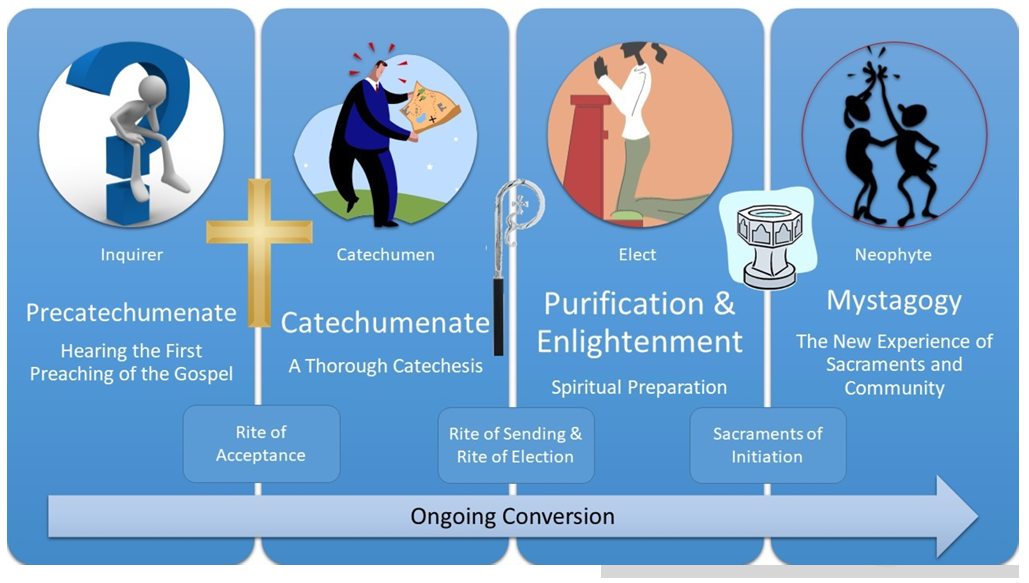 Inquirer
Precatechumenate
Hearing the First
Preaching of the Gospel
Catechumen
Catechumenate
A Thorough Catechesis
Elect
Purification &
Enlightenment
Spiritual Preparation
Neophyte
Mystagogy
The New Experience of
Sacraments and
Community
Rite of
Acceptance
Rite of Sending &
Rite of Election
Sacraments of
Initiation
Ongoing Conversion